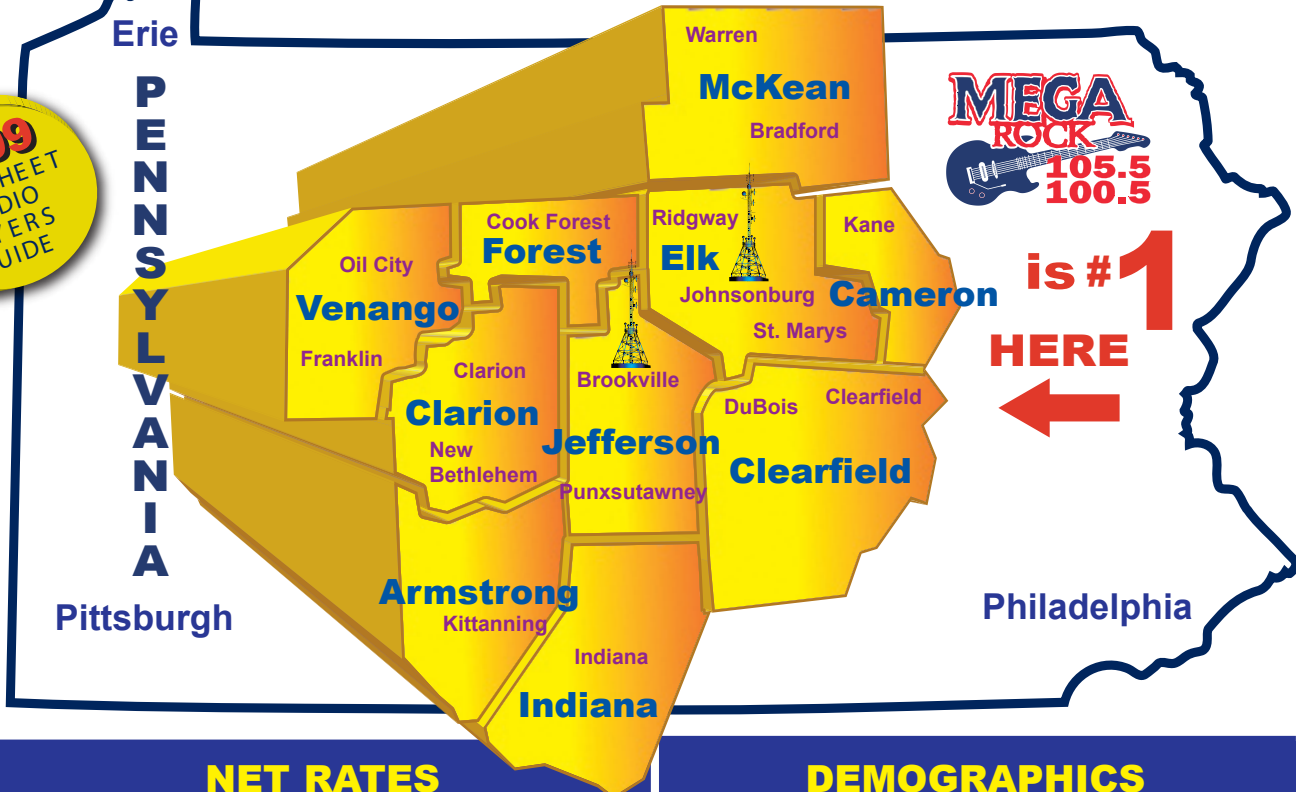 Erie
PENNSYLVANIA
Pittsburgh
Philadelphia
Warren
McKean
Bradford
MEGA
ROCK
105.5
100.5
is #1
HERE
Cook Forest
Forest
Ridgway
Elk
Johnsonburg
St. Marys
Kane
Cameron
Oil City
Venango
Franklin
Clarion
Clarion
New
Bethlehem
Brookville
Jefferson
Punxsutawney
DuBois
Clearfield
Clearfield
Armstrong
Kittanning
Indiana
Indiana
NET RATES
DEMOGRAPHICS